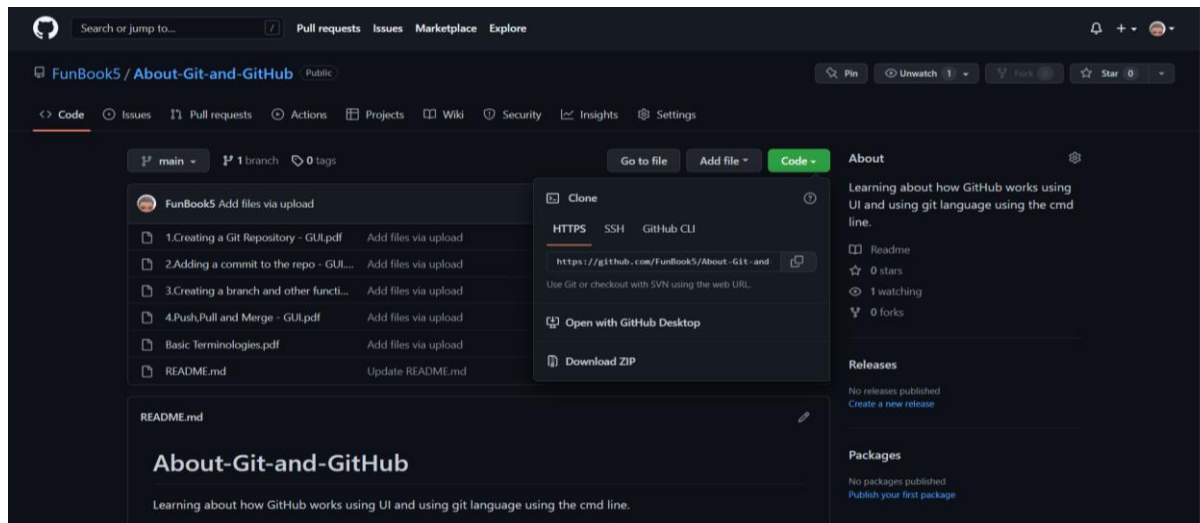 Search or jump to... /
Pull requests Issues Marketplace Explore
FunBook5 / About-Git-and-GitHub Public
Pin Unwatch 1 Fork 0 Star 0
Code Issues Pull requests Actions Projects Wiki Security Insights Settings
main 1 branch 0 tags
Go to file Add file Code
FunBook5 Add files via upload
1.Creating a Git Repository - GUI.pdf Add files via upload
2.Adding a commit to the repo - GUI.... Add files via upload
3.Creating a branch and other functi... Add files via upload
4.Push,Pull and Merge - GUI.pdf Add files via upload
Basic Terminologies.pdf Add files via upload
README.md Update README.md
Clone
HTTPS SSH GitHub CLI
https://github.com/FunBook5/About-Git-and
Use Git or checkout with SVN using the web URL.
Open with GitHub Desktop
Download ZIP
README.md
About-Git-and-GitHub
Learning about how GitHub works using UI and using git language using the cmd line.
About
Learning about how GitHub works using
UI and using git language using the cmd
line.
Readme
0 stars
1 watching
0 forks
Releases
No releases published
Create a new release
Packages
No packages published
Publish your first package